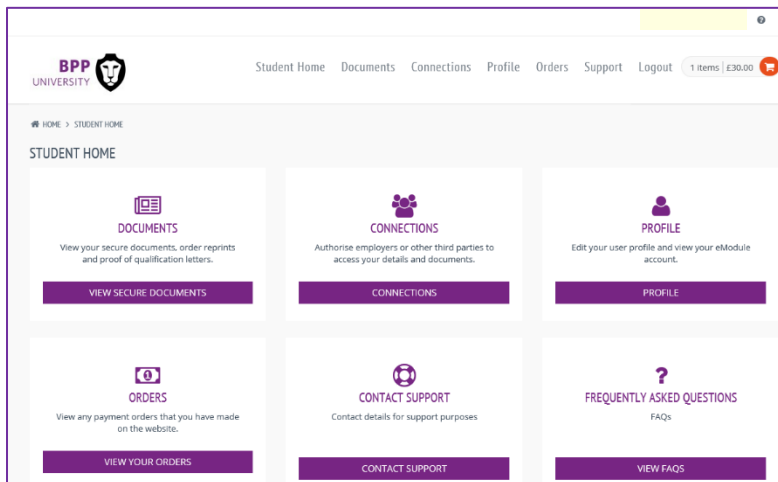 BPP
UNIVERSITY
Student Home Documents Connections Profile Orders Support Logout 1 items £30.00
HOME > STUDENT HOME
STUDENT HOME
DOCUMENTS
View your secure documents, order reprints
and proof of qualification letters.
VIEW SECURE DOCUMENTS
CONNECTIONS
Authorise employers or other third parties to
access your details and documents.
CONNECTIONS
PROFILE
Edit your user profile and view your eModule
account.
PROFILE
ORDERS
View any payment orders that you have made
on the website.
VIEW YOUR ORDERS
CONTACT SUPPORT
Contact details for support purposes
CONTACT SUPPORT
FREQUENTLY ASKED QUESTIONS
FAQs
VIEW FAQS